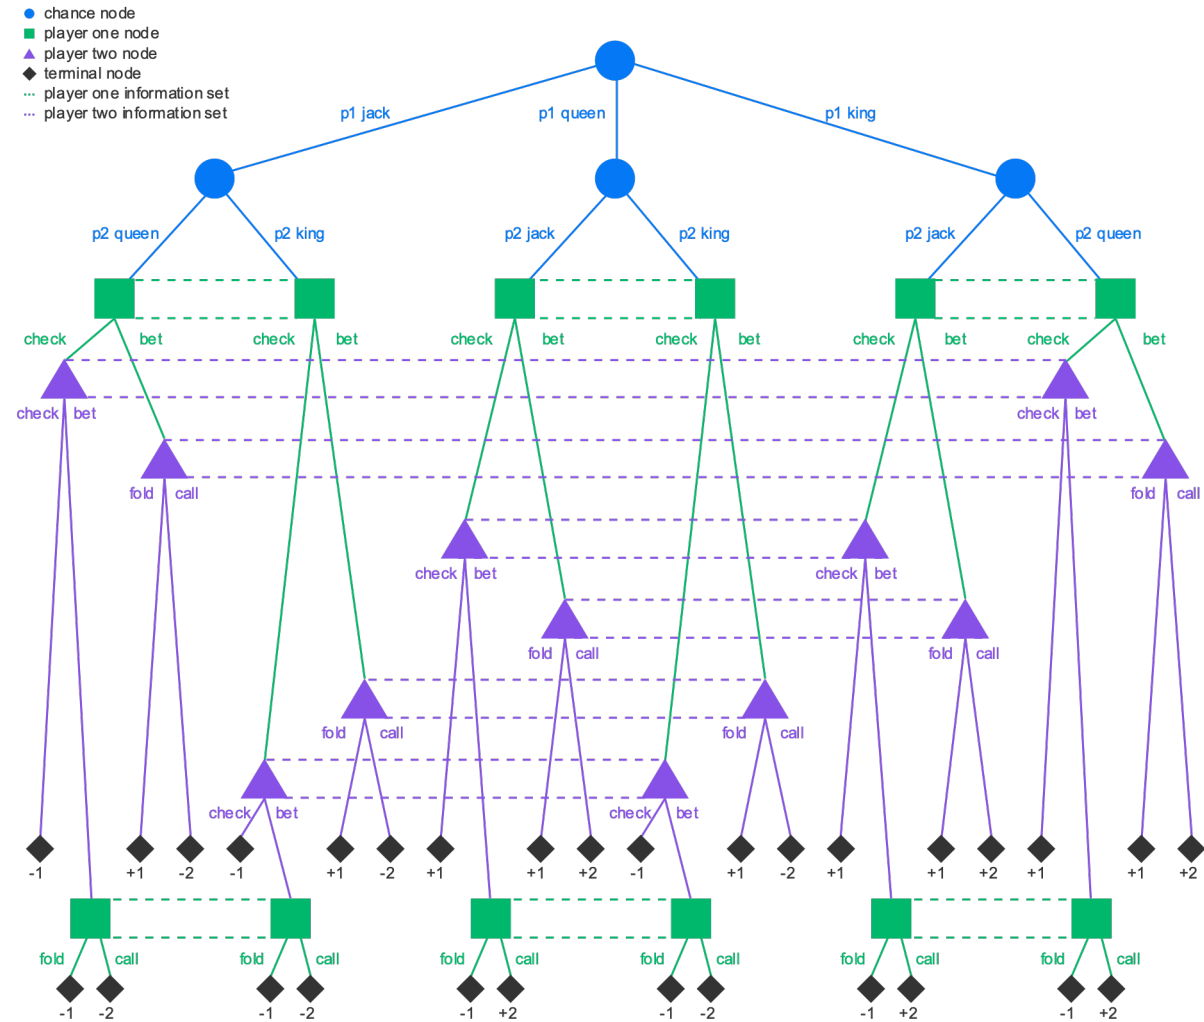 chance node
player one node
player two node
terminal node
player one information set
player two information set
p1 jack p1 queen p1 king
p2 queen p2 king p2 jack p2 king p2 jack p2 queen
check bet check bet check bet check bet check bet check bet
check bet check bet
fold call fold call
check bet check bet
fold call fold call
fold call fold call
check bet check bet
-1 +1 -2 -1 +1 -2 +1 +1 +2 -1 +1 -2 +1 +1 +2 +1 +1 +2
fold call fold call fold call fold call fold call fold call
-1 -2 -1 -2 -1 +2 -1 -2 -1 +2 -1 +2